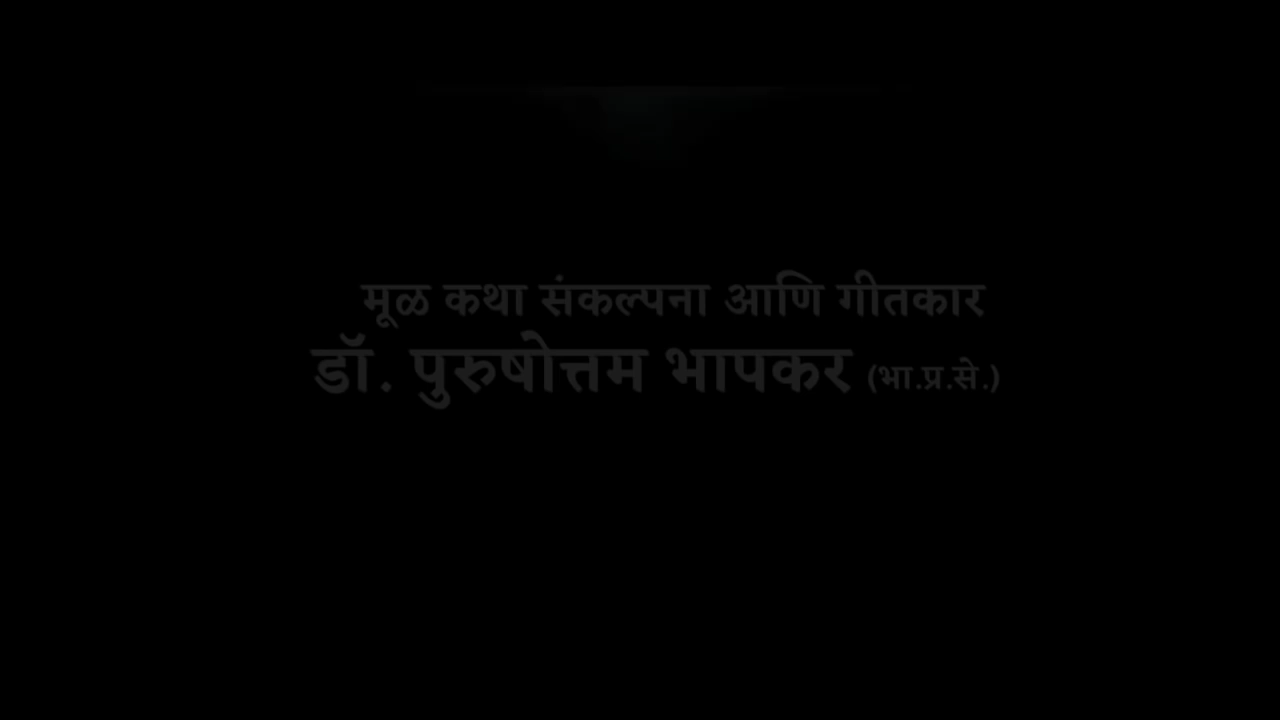 मूळ कथा संकल्पना आणि गीतकार
डॉ. पुरुषोत्तम भापकर (भा.प्र.से.)